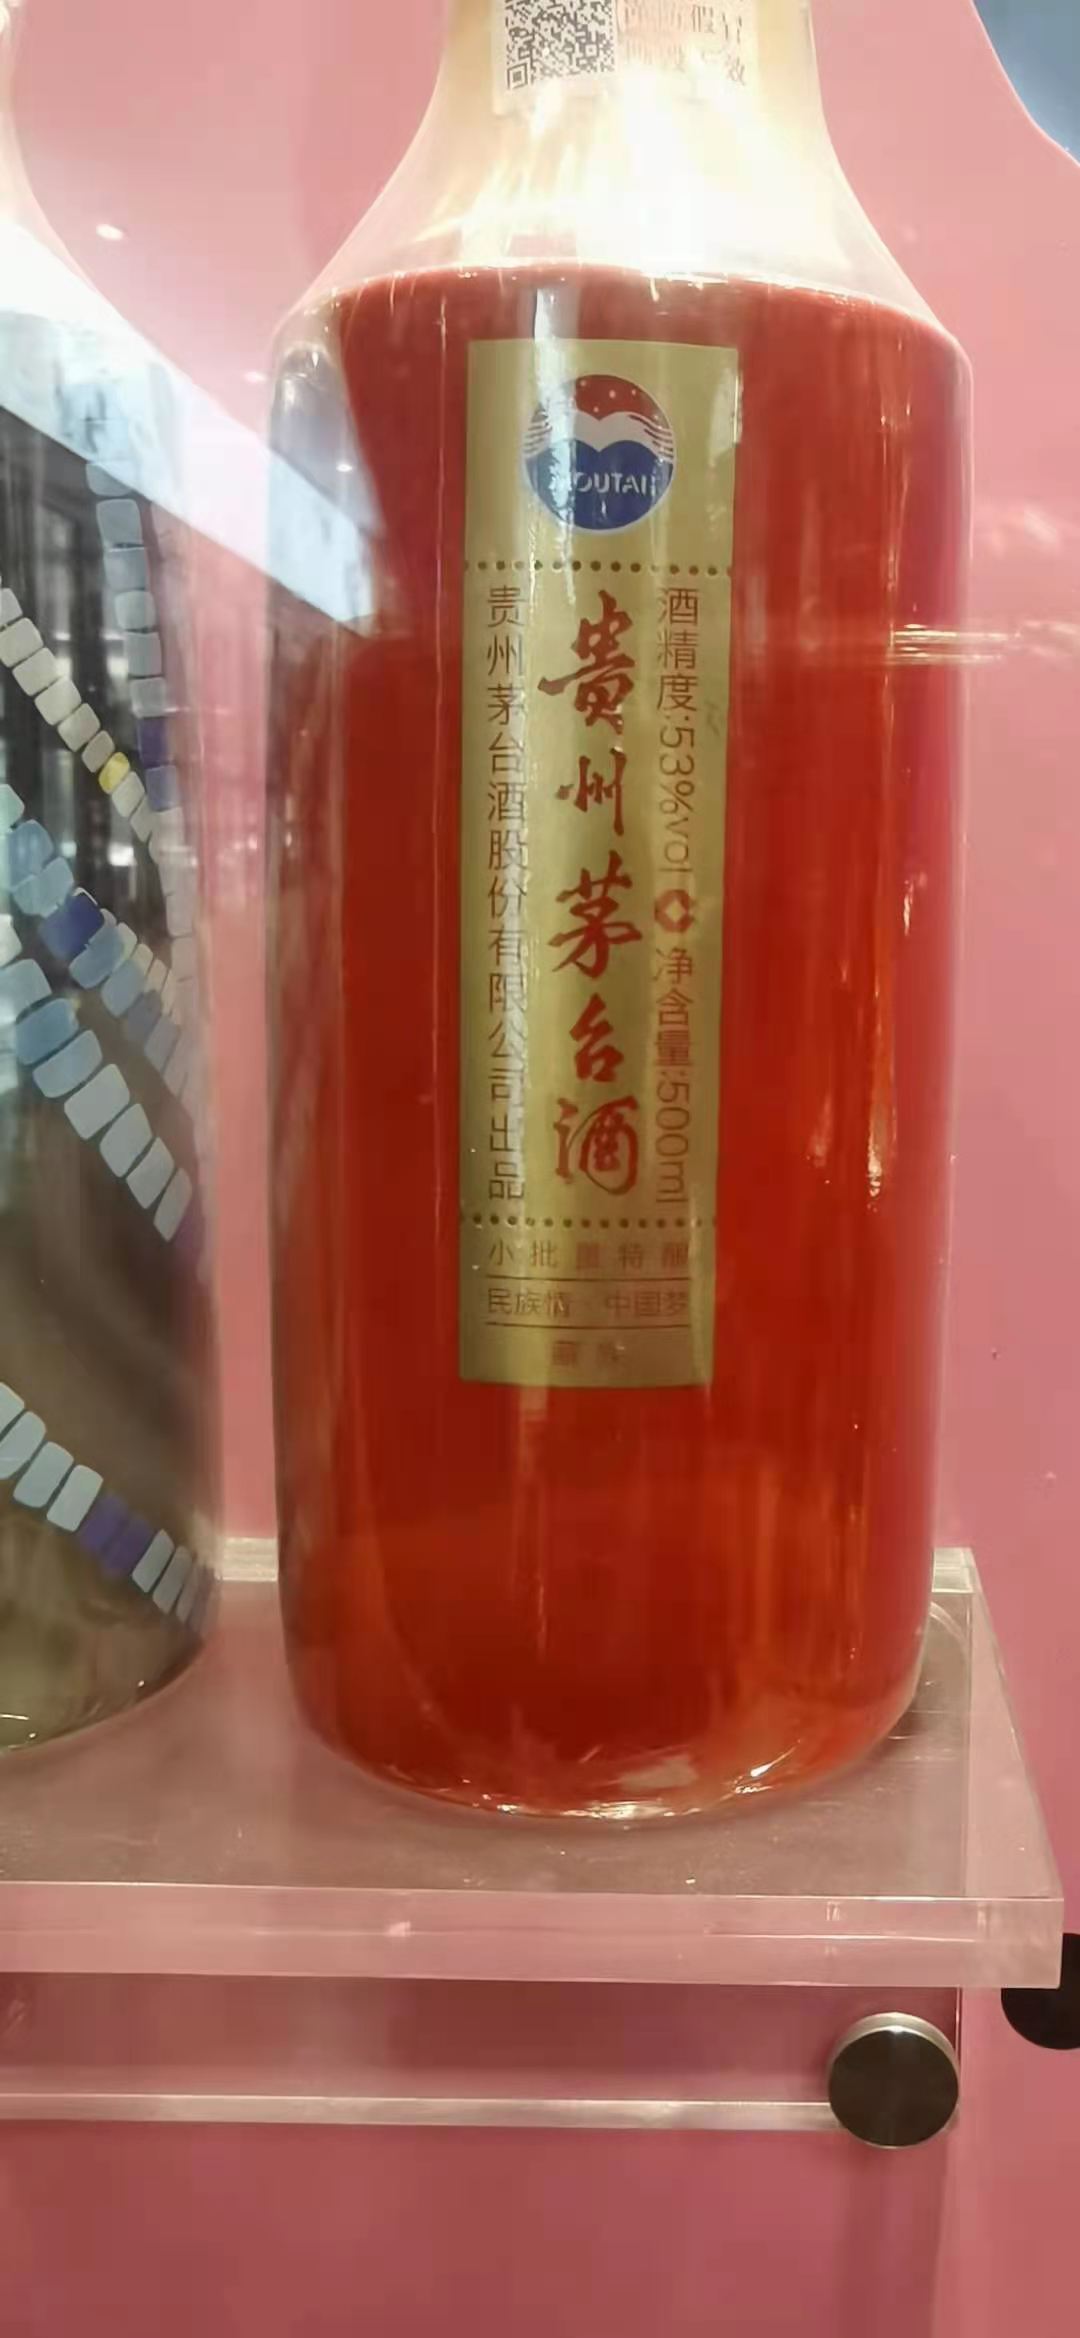 MOUTAI
酒精度:53%vol 净含量:500ml
贵州茅台酒
贵州茅台酒股份有限公司出品
小批量特酿
民族情·中国梦